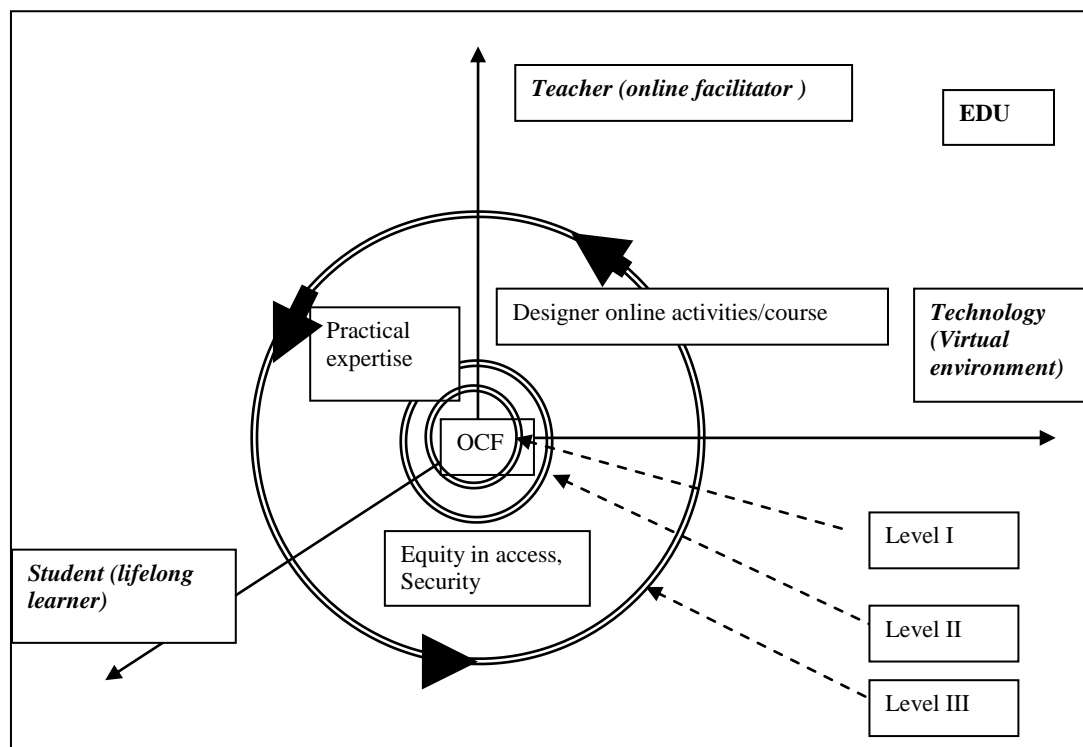 Teacher (online facilitator )
EDU
Designer online activities/course
Technology
(Virtual
environment)
Practical
expertise
OCF
Level I
Equity in access,
Security
Student (lifelong
learner)
Level II
Level III